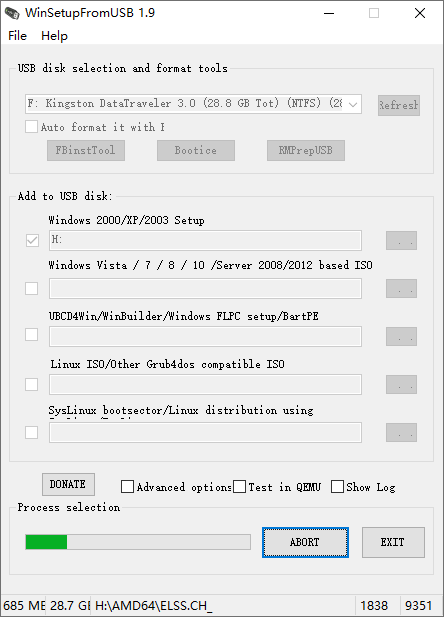 WinSetupFromUSB 1.9
File Help
USB disk selection and format tools
F: Kingston DataTraveler 3.0 (28.8 GB Tot) (NTFS) (28
Refresh
Auto format it with F
FBinstTool Bootice RMPrepUSB
Add to USB disk:
Windows 2000/XP/2003 Setup
H:
. .
Windows Vista / 7 / 8 / 10 /Server 2008/2012 based ISO
. .
UBCD4Win/WinBuilder/Windows FLPC setup/BartPE
. .
Linux ISO/Other Grub4dos compatible ISO
. .
SysLinux bootsector/Linux distribution using
. .
DONATE Advanced options Test in QEMU Show Log
Process selection
ABORT EXIT
685 ME 28.7 GI H:\AMD64\ELSS.CH_ 1838 9351